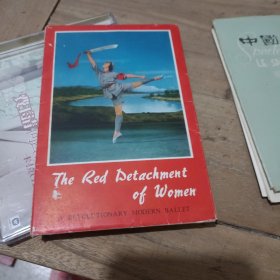 The Red Detachment
of Women
A REVOLUTIONARY MODERN BALLET
中國